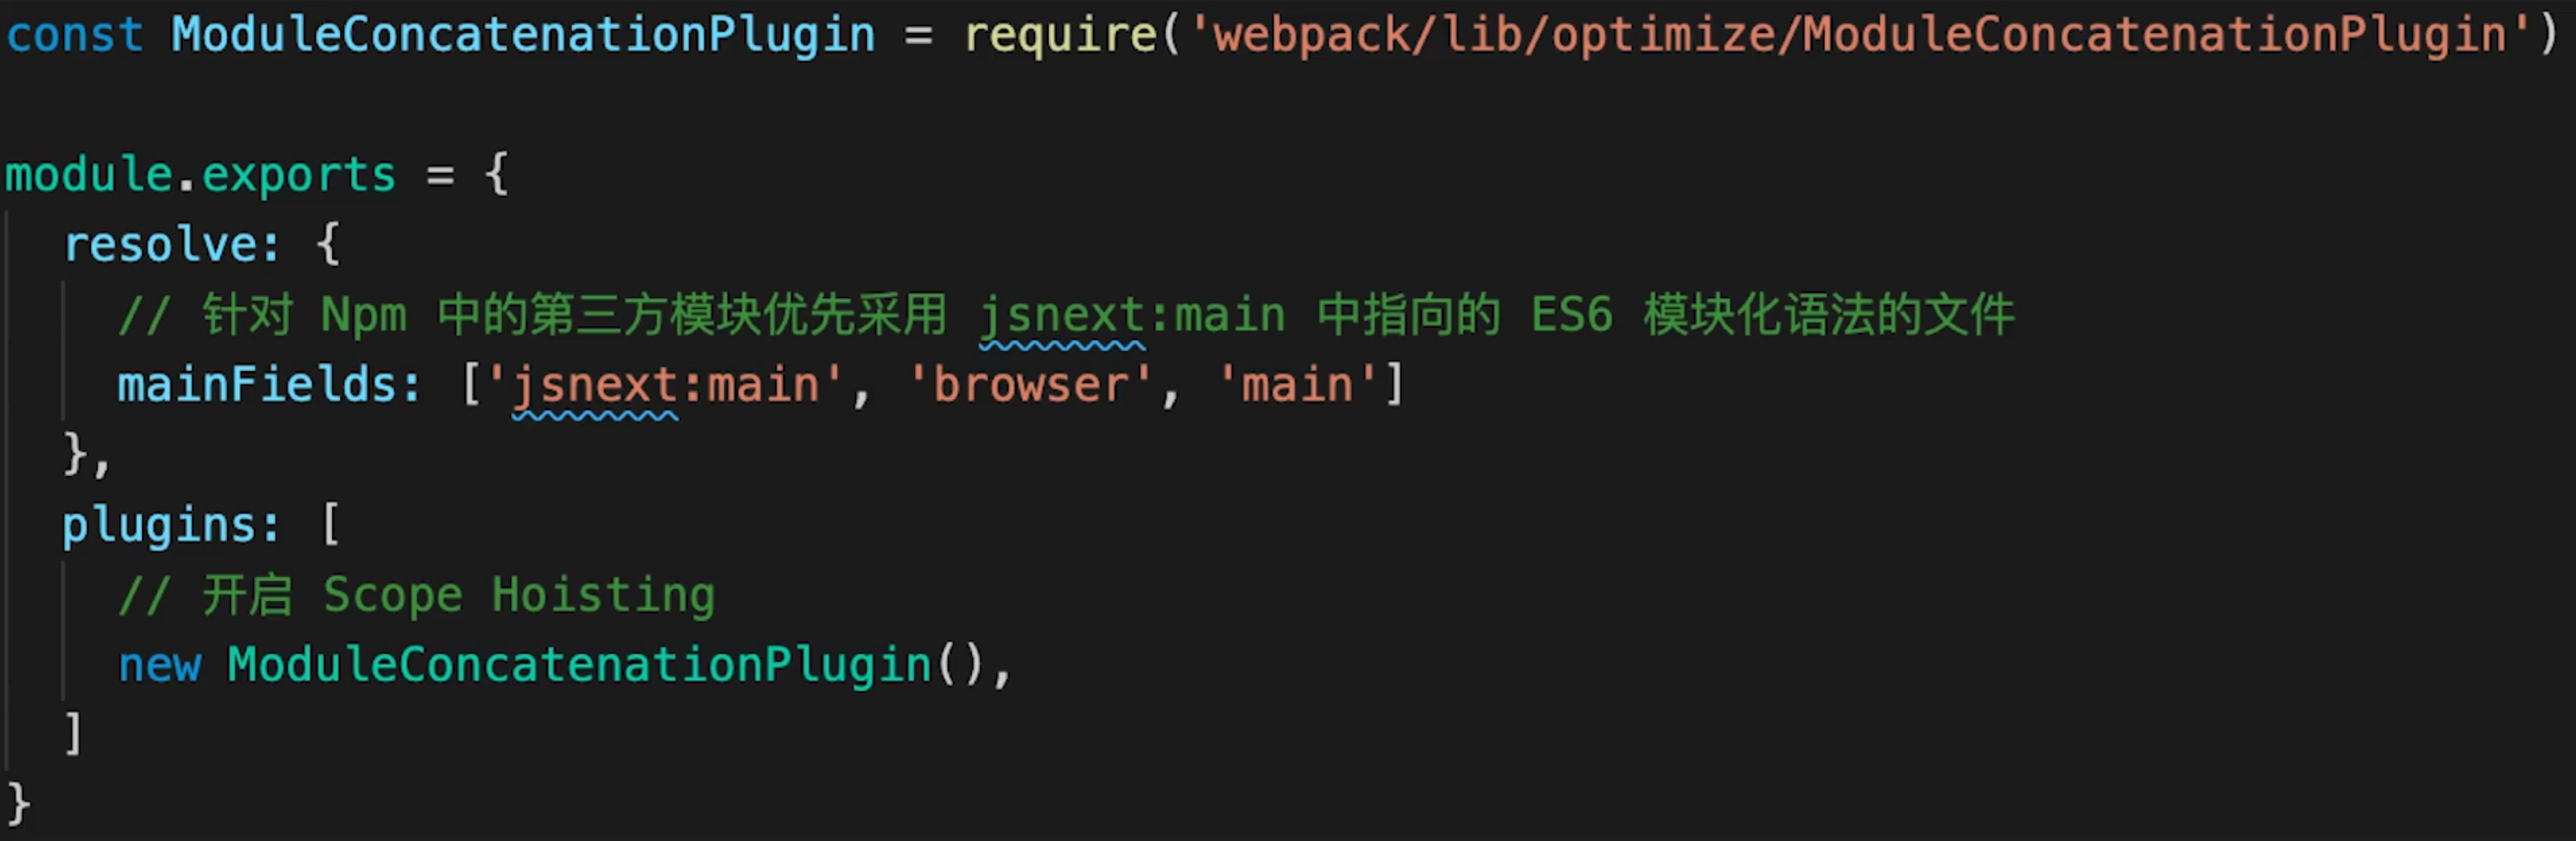 const ModuleConcatenationPlugin = require('webpack/lib/optimize/ModuleConcatenationPlugin')
module.exports = {
resolve: {
// 针对 Npm 中的第三方模块优先采用 jsnext:main 中指向的 ES6 模块化语法的文件
mainFields: ['jsnext:main', 'browser', 'main']
},
plugins: [
// 开启 Scope Hoisting
new ModuleConcatenationPlugin(),
]
}